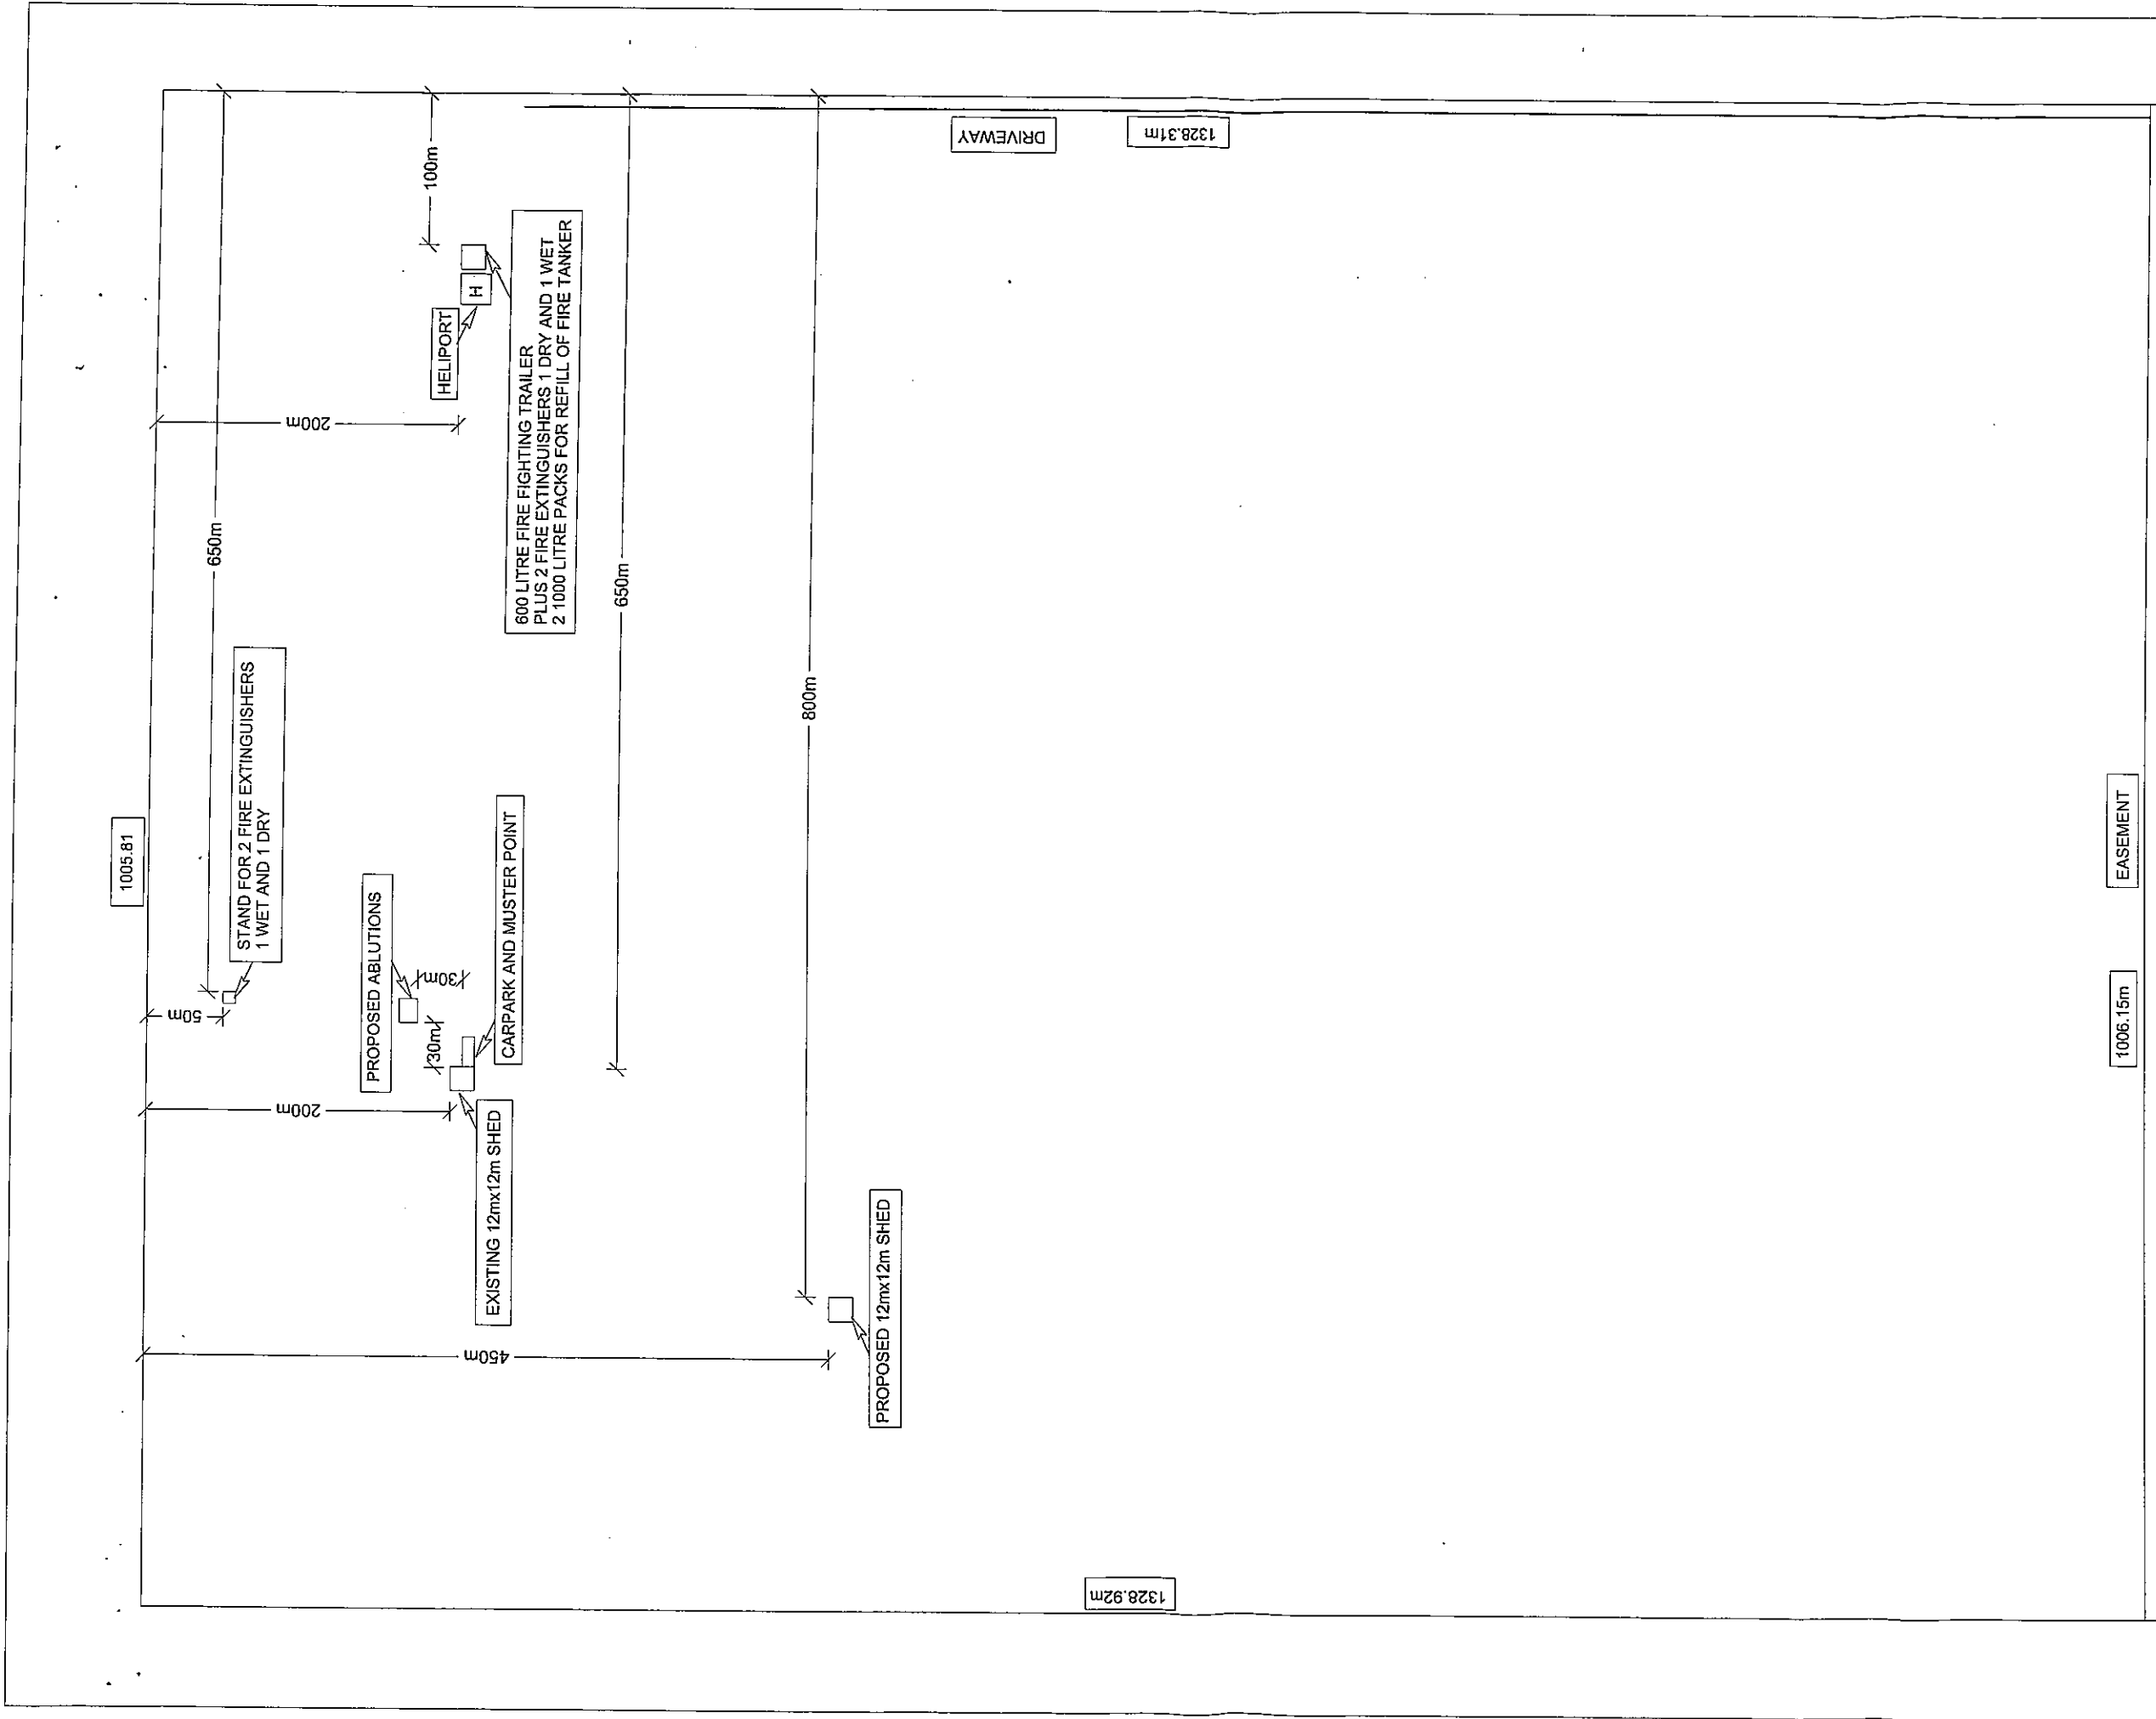 1005.81
650m
100m
50m
STAND FOR 2 FIRE EXTINGUISHERS
1 WET AND 1 DRY
200m
HELIPORT
H
600 LITRE FIRE FIGHTING TRAILER
PLUS 2 FIRE EXTINGUISHERS 1 DRY AND 1 WET
2 1000 LITRE PACKS FOR REFILL OF FIRE TANKER
PROPOSED ABLUTIONS
30m
30m
CARPARK AND MUSTER POINT
200m
EXISTING 12mx12m SHED
650m
800m
450m
PROPOSED 12mx12m SHED
DRIVEWAY
1328.31m
1328.92m
EASEMENT
1006.15m